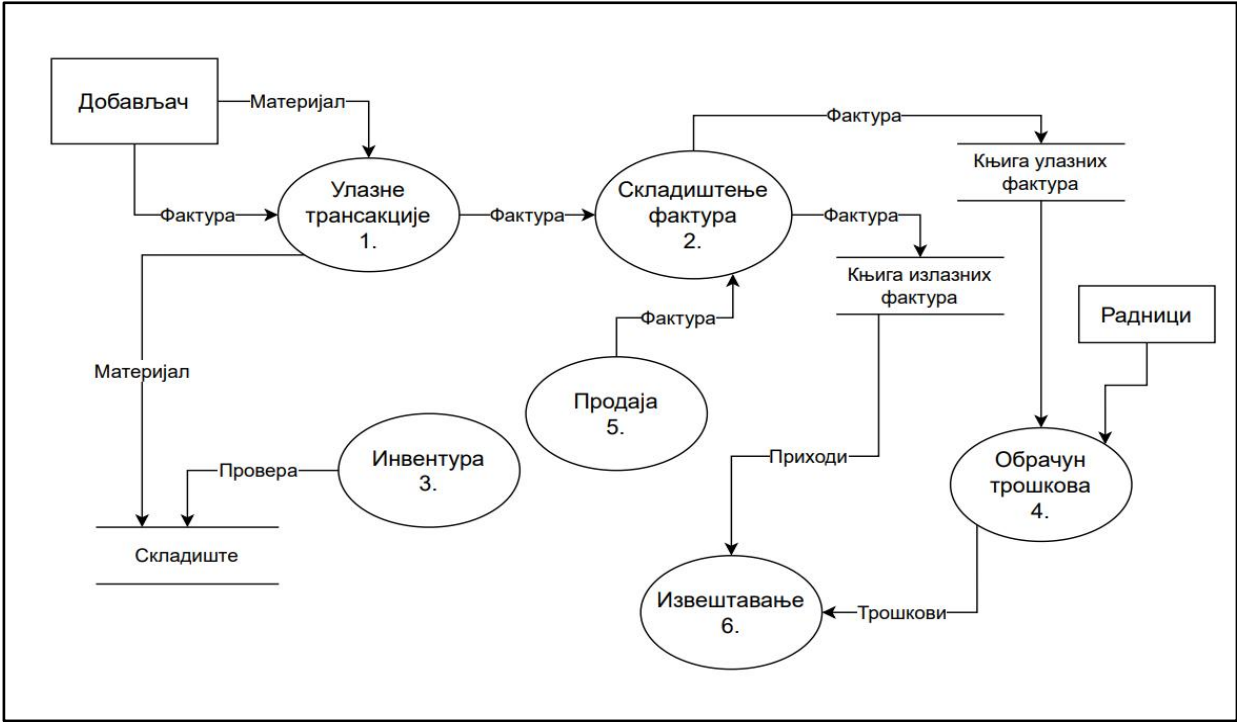 Добављач
Материјал
Фактура
Улазне
трансакције
1.
Фактура
Складиштење
фактура
2.
Фактура
Књига улазних
фактура
Фактура
Књига излазних
фактура
Радници
Материјал
Фактура
Продаја
5.
Инвентура
3.
Провера
Складиште
Приходи
Обрачун
трошкова
4.
Извештавање
6.
Трошкови